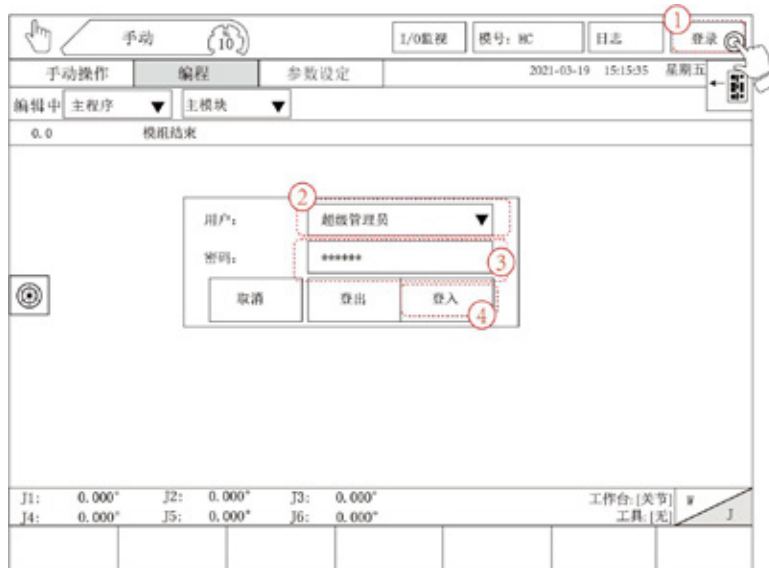 ①
手动 10 I/O监视 模号: HC 日志 登录
手动操作 编程 参数设定 2021-03-19 15:15:35 星期五
编辑中 主程序 ▼ 主模块 ▼
0.0 模组结束
②
用户: 超级管理员 ▼
密码: ****** ③
取消 登出 登入 ④
J1: 0.000° J2: 0.000° J3: 0.000° 工作台:[关节] W
J4: 0.000° J5: 0.000° J6: 0.000° 工具:[无] J